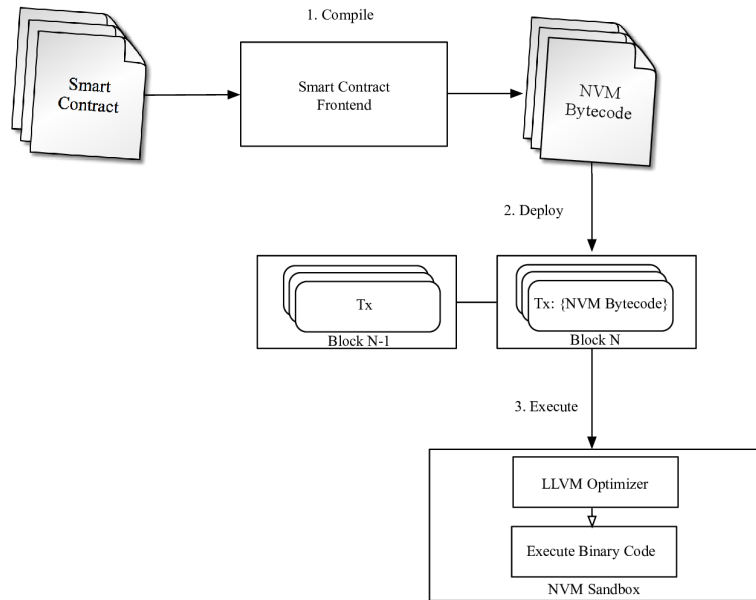 1. Compile
Smart
Contract
Smart Contract
Frontend
NVM
Bytecode
2. Deploy
Tx
Block N-1
Tx: {NVM Bytecode}
Block N
3. Execute
LLVM Optimizer
Execute Binary Code
NVM Sandbox